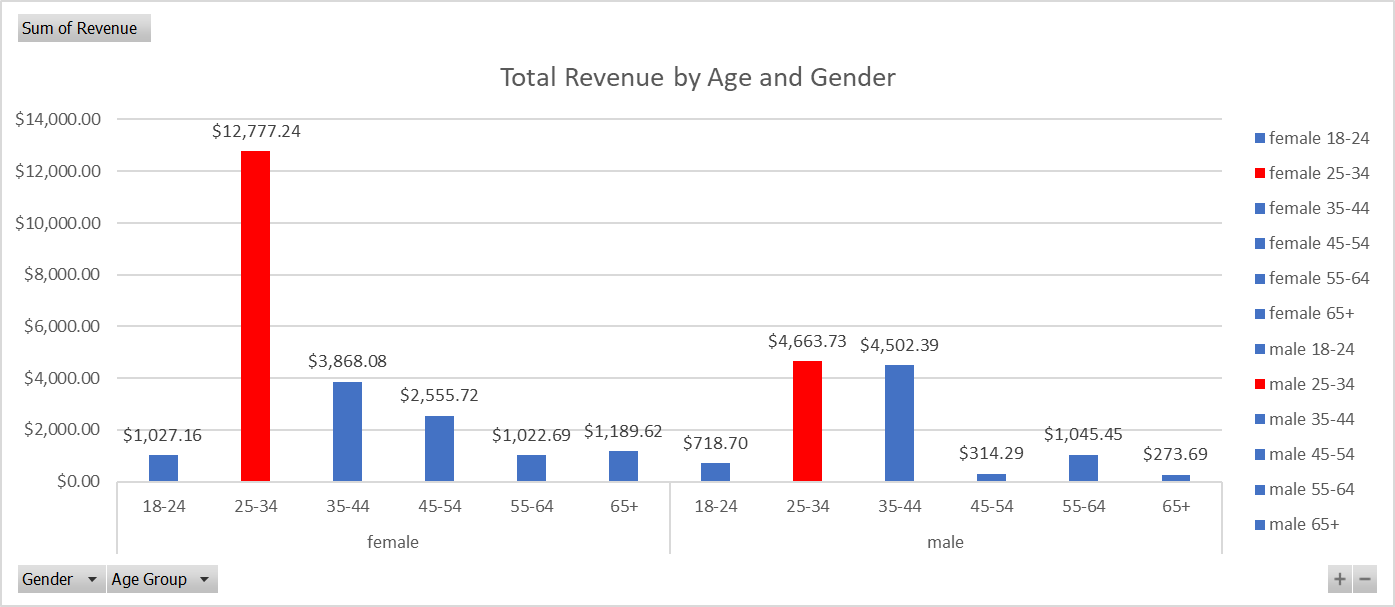 Sum of Revenue
Total Revenue by Age and Gender
$14,000.00
$12,000.00
$10,000.00
$8,000.00
$6,000.00
$4,000.00
$2,000.00
$0.00
$1,027.16
$12,777.24
$3,868.08
$2,555.72
$1,022.69
$1,189.62
$718.70
$4,663.73
$4,502.39
$314.29
$1,045.45
$273.69
18-24 25-34 35-44 45-54 55-64 65+ 18-24 25-34 35-44 45-54 55-64 65+
female male
female 18-24
female 25-34
female 35-44
female 45-54
female 55-64
female 65+
male 18-24
male 25-34
male 35-44
male 45-54
male 55-64
male 65+
Gender Age Group
+ −